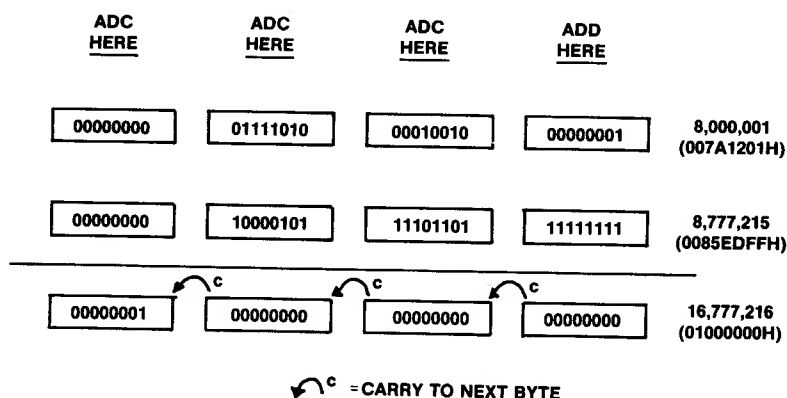 ADC ADC ADC ADD
HERE HERE HERE HERE
00000000 01111010 00010010 00000001 8,000,001
(007A1201H)
00000000 10000101 11101101 11111111 8,777,215
(0085EDFFH)
C C C
00000001 00000000 00000000 00000000 16,777,216
(01000000H)
C = CARRY TO NEXT BYTE